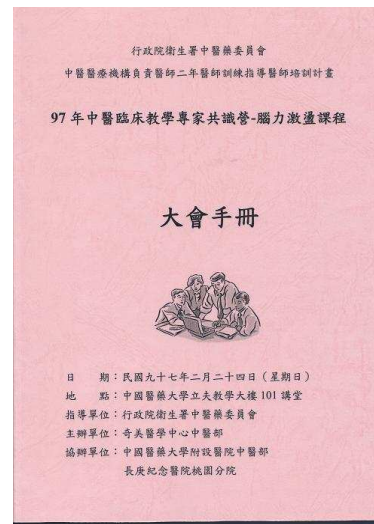 行政院衛生署中醫藥委員會
中醫醫療機構負責醫師二年醫師訓練指導醫師培訓計畫
97 年中醫臨床教學專家共識營-腦力激盪課程
大會手冊
日 期：民國九十七年二月二十四日（星期日）
地 點：中國醫藥大學立夫教學大樓 101 講堂
指導單位：行政院衛生署中醫藥委員會
主辦單位：奇美醫學中心中醫部
協辦單位：中國醫藥大學附設醫院中醫部
長庚紀念醫院桃園分院